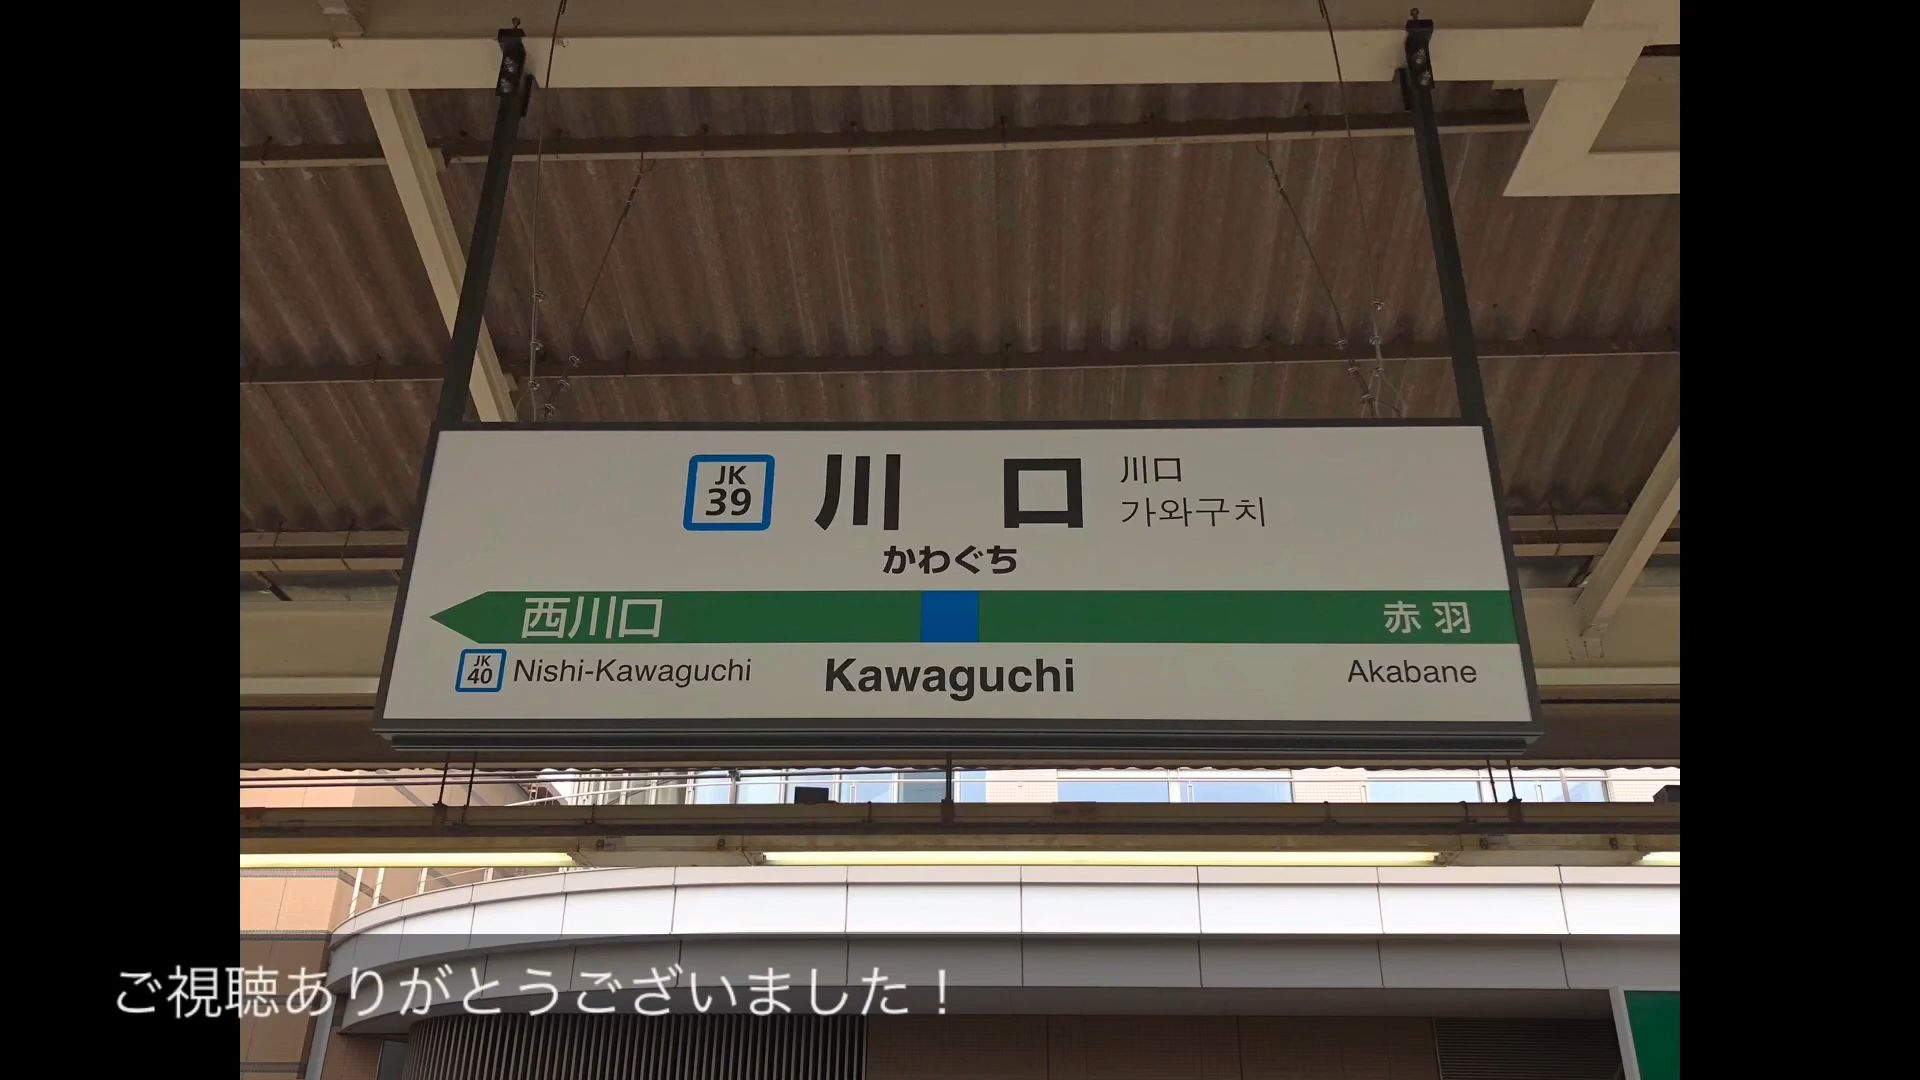 JK
39
川口
川口
가와구치
かわぐち
西川口
赤羽
JK
40
Nishi-Kawaguchi
Kawaguchi
Akabane
ご視聴ありがとうございました！